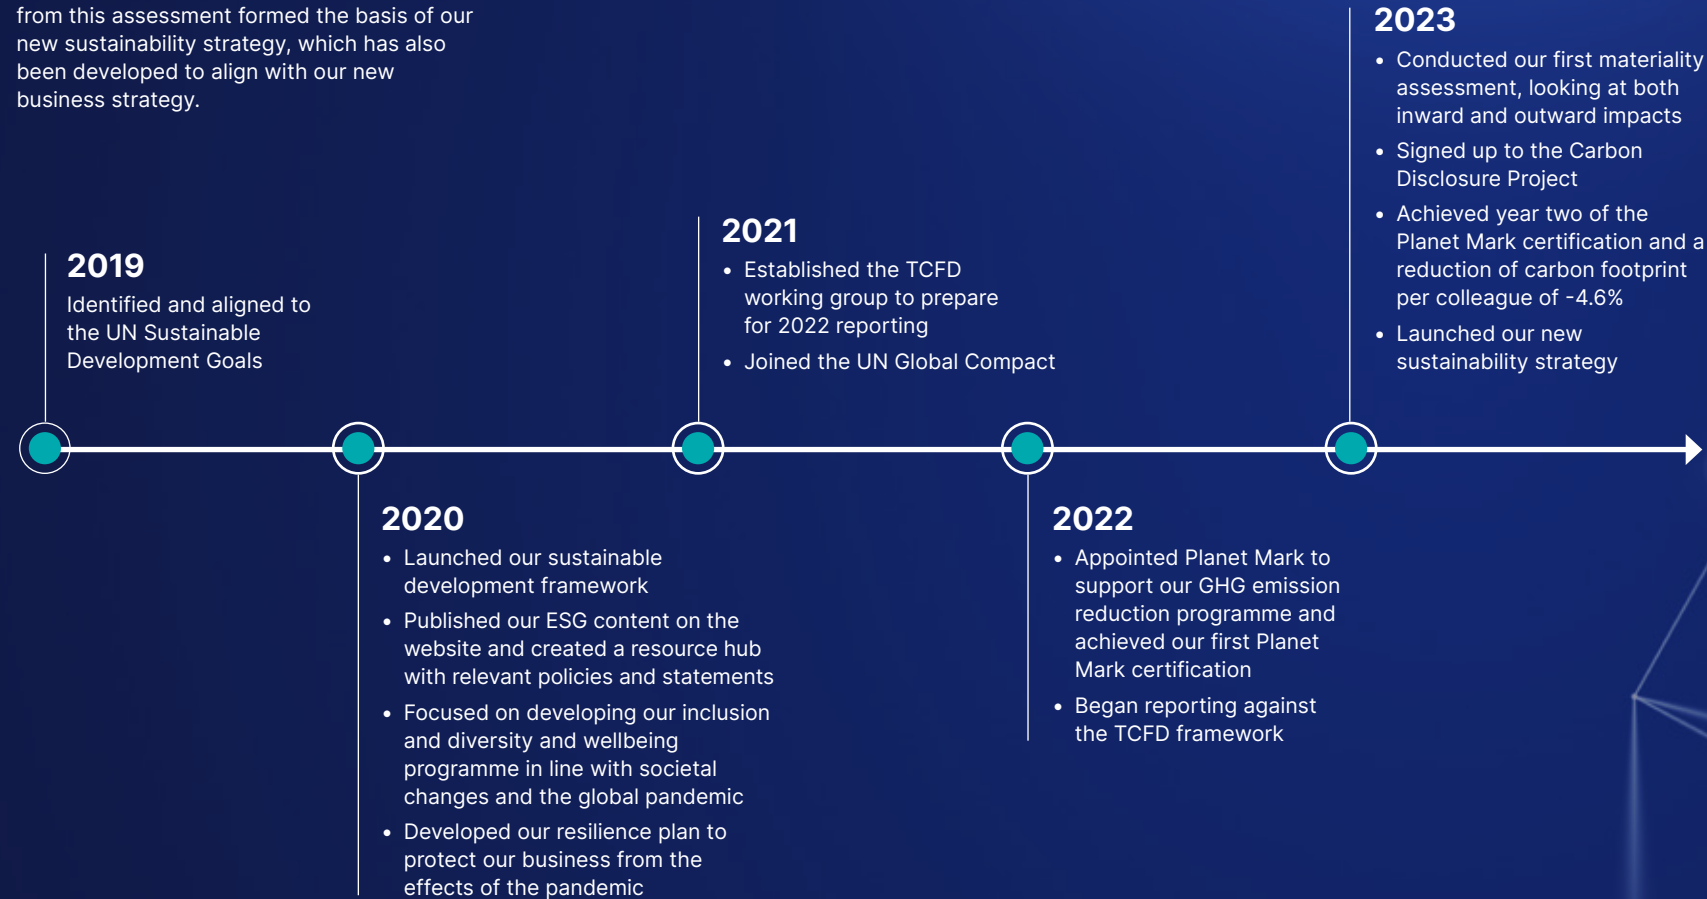 from this assessment formed the basis of our
new sustainability strategy, which has also
been developed to align with our new
business strategy.
2019
Identified and aligned to
the UN Sustainable
Development Goals
2020
• Launched our sustainable
development framework
• Published our ESG content on the
website and created a resource hub
with relevant policies and statements
• Focused on developing our inclusion
and diversity and wellbeing
programme in line with societal
changes and the global pandemic
• Developed our resilience plan to
protect our business from the
effects of the pandemic
2021
• Established the TCFD
working group to prepare
for 2022 reporting
• Joined the UN Global Compact
2022
• Appointed Planet Mark to
support our GHG emission
reduction programme and
achieved our first Planet
Mark certification
• Began reporting against
the TCFD framework
2023
• Conducted our first materiality
assessment, looking at both
inward and outward impacts
• Signed up to the Carbon
Disclosure Project
• Achieved year two of the
Planet Mark certification and a
reduction of carbon footprint
per colleague of -4.6%
• Launched our new
sustainability strategy